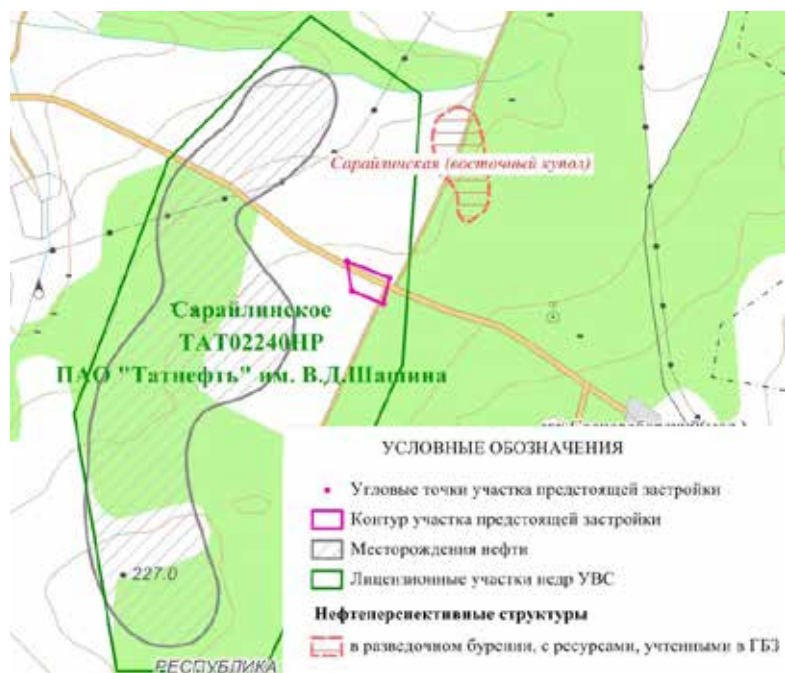 Сарайлинская (восточный купол)
Сарайлинское
ТАТ02240НР
ПАО "Татнефть" им. В.Д.Шашина
УСЛОВНЫЕ ОБОЗНАЧЕНИЯ
Угловые точки участка предстоящей застройки
Контур участка предстоящей застройки
Месторождения нефти
Лицензионные участки недр УВС
Нефтеперспективные структуры
в разведочном бурении, с ресурсами, учтенными в ГБЗ
227.0
РЕСПУБЛИКА